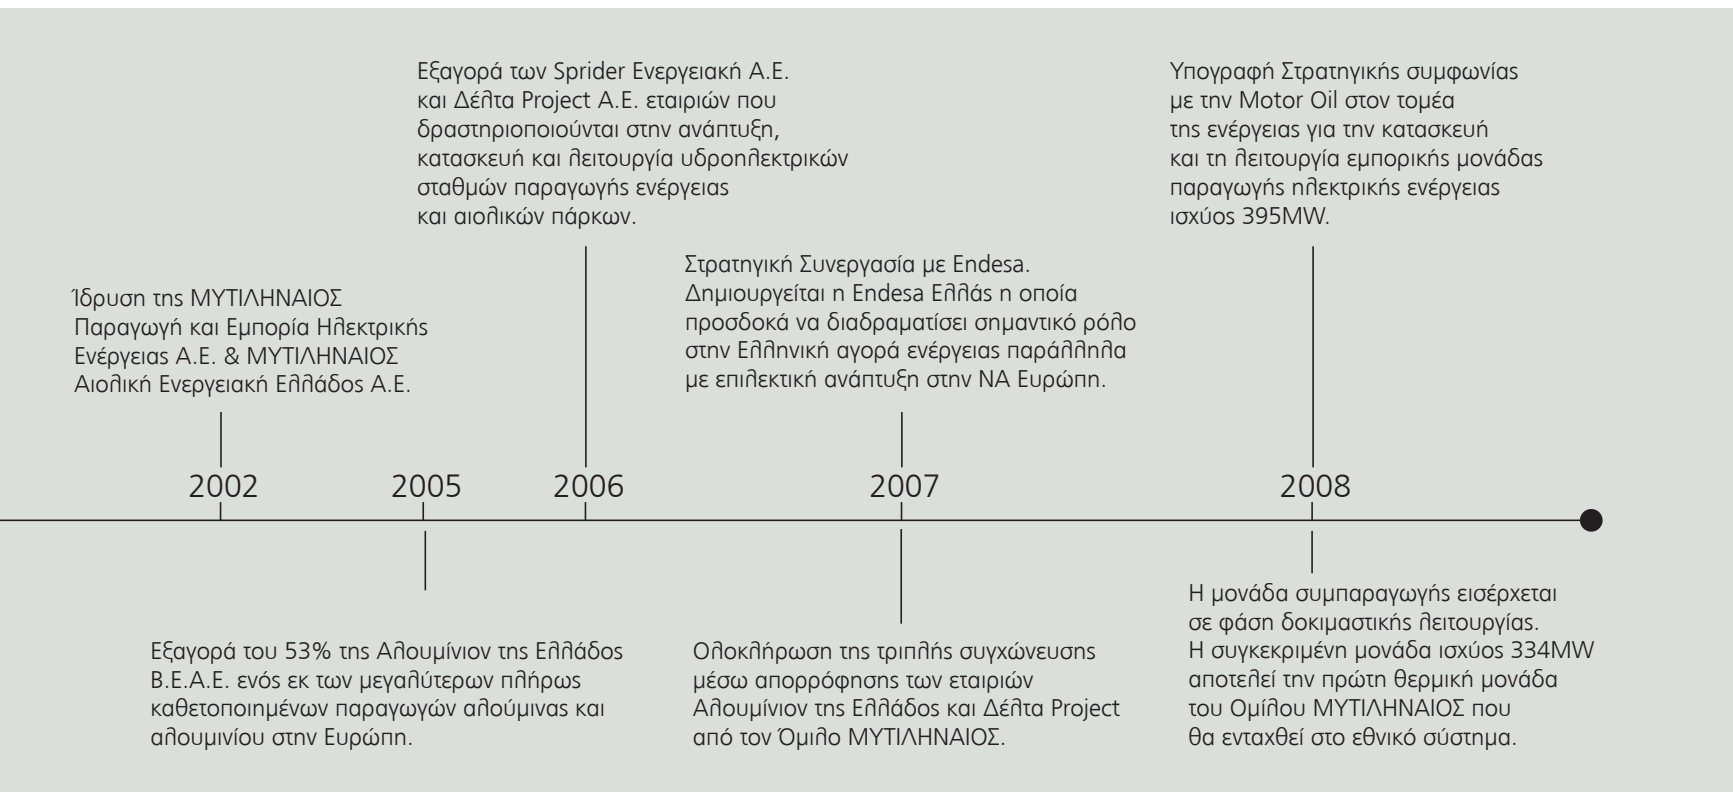 Εξαγορά των Sprider Ενεργειακή Α.Ε.
και Δέλτα Project Α.Ε. εταιριών που
δραστηριοποιούνται στην ανάπτυξη,
κατασκευή και λειτουργία υδροηλεκτρικών
σταθμών παραγωγής ενέργειας
και αιολικών πάρκων.
Υπογραφή Στρατηγικής συμφωνίας
με την Motor Oil στον τομέα
της ενέργειας για την κατασκευή
και τη λειτουργία εμπορικής μονάδας
παραγωγής ηλεκτρικής ενέργειας
ισχύος 395MW.
Στρατηγική Συνεργασία με Endesa.
Δημιουργείται η Endesa Ελλάς η οποία
προσδοκά να διαδραματίσει σημαντικό ρόλο
στην Ελληνική αγορά ενέργειας παράλληλα
με επιλεκτική ανάπτυξη στην ΝΑ Ευρώπη.
Ίδρυση της ΜΥΤΙΛΗΝΑΙΟΣ
Παραγωγή και Εμπορία Ηλεκτρικής
Ενέργειας Α.Ε. & ΜΥΤΙΛΗΝΑΙΟΣ
Αιολική Ενεργειακή Ελλάδος Α.Ε.
2002 2005 2006 2007 2008
Εξαγορά του 53% της Αλουμίνιον της Ελλάδος
Β.Ε.Α.Ε. ενός εκ των μεγαλύτερων πλήρως
καθετοποιημένων παραγωγών αλούμινας και
αλουμινίου στην Ευρώπη.
Ολοκλήρωση της τριπλής συγχώνευσης
μέσω απορρόφησης των εταιριών
Αλουμίνιον της Ελλάδος και Δέλτα Project
από τον Όμιλο ΜΥΤΙΛΗΝΑΙΟΣ.
Η μονάδα συμπαραγωγής εισέρχεται
σε φάση δοκιμαστικής λειτουργίας.
Η συγκεκριμένη μονάδα ισχύος 334MW
αποτελεί την πρώτη θερμική μονάδα
του Ομίλου ΜΥΤΙΛΗΝΑΙΟΣ που
θα ενταχθεί στο εθνικό σύστημα.